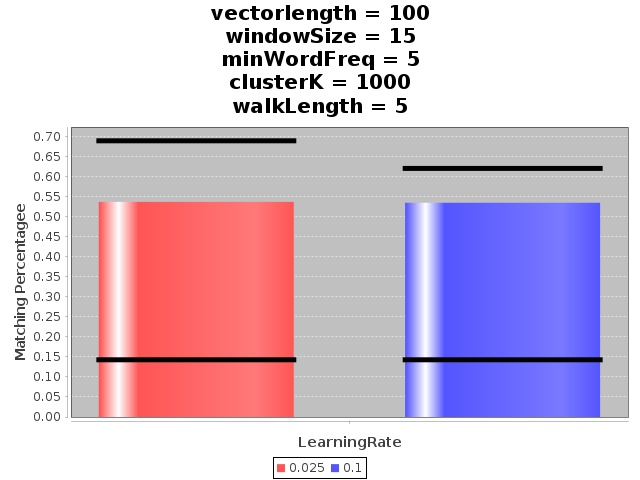 vectorlength = 100
windowSize = 15
minWordFreq = 5
clusterK = 1000
walkLength = 5
0.70
0.65
0.60
0.55
0.50
0.45
0.40
0.35
0.30
0.25
0.20
0.15
0.10
0.05
0.00
Matching Percentagee
LearningRate
0.025 0.1